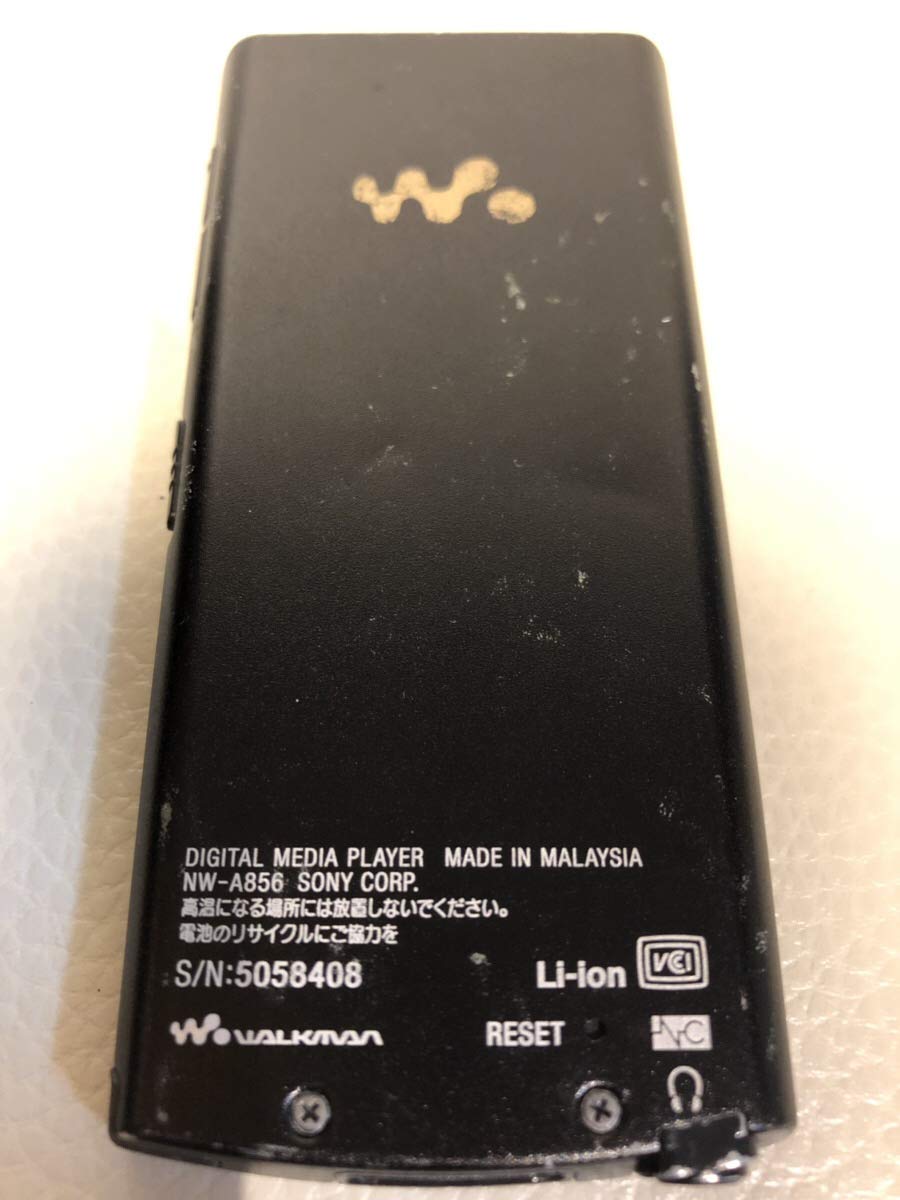 DIGITAL MEDIA PLAYER MADE IN MALAYSIA
NW-A856 SONY CORP.
高温になる場所には放置しないでください。
電池のリサイクルにご協力を
S/N:5058408 Li-ion VCCI
WALKMAN RESET NC